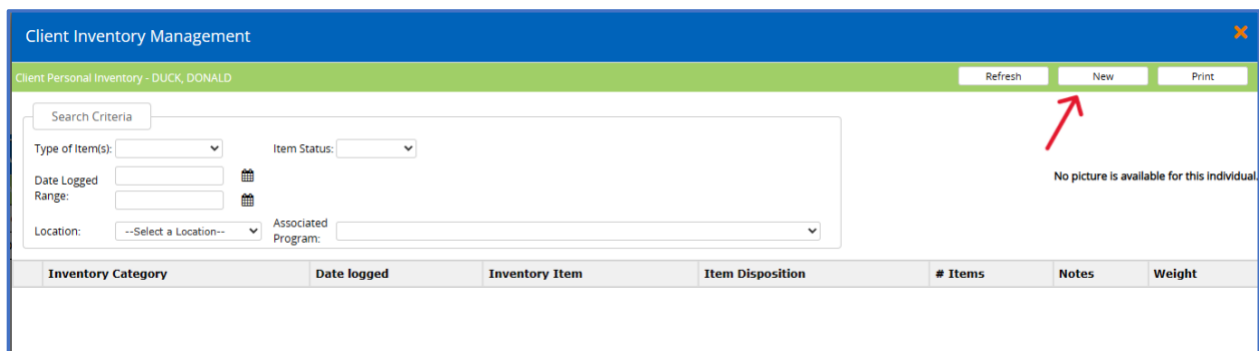 Client Inventory Management
Client Personal Inventory - DUCK, DONALD
Refresh New Print
Search Criteria
Type of Item(s): Item Status:
Date Logged
Range:
No picture is available for this individual.
Location: --Select a Location-- Associated
Program:
Inventory Category Date logged Inventory Item Item Disposition # Items Notes Weight